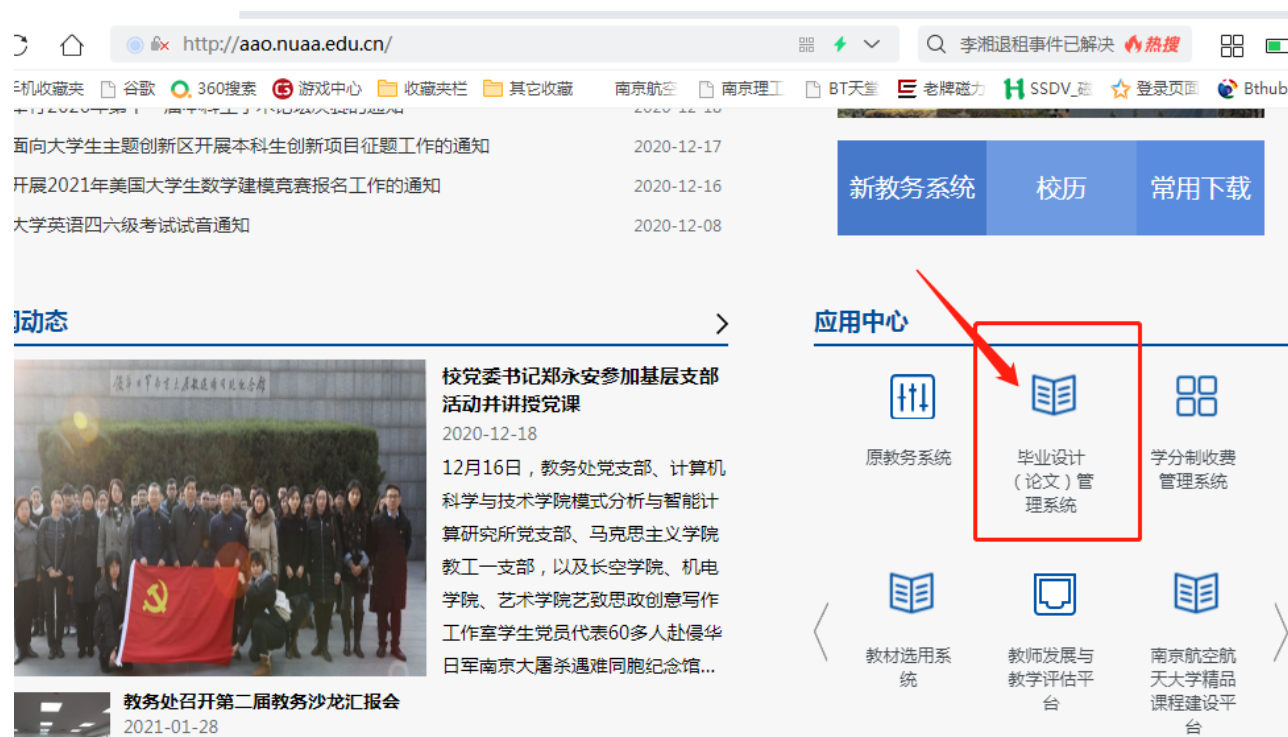 http://aao.nuaa.edu.cn/
李湘退租事件已解决 热搜
手机收藏夹 谷歌 360搜索 游戏中心 收藏夹栏 其它收藏 南京航空 南京理工 BT天堂 老牌磁力 SSDV_磁 登录页面 Bthub
面向大学生主题创新区开展本科生创新项目征题工作的通知 2020-12-17
开展2021年美国大学生数学建模竞赛报名工作的通知 2020-12-16
大学英语四六级考试试音通知 2020-12-08
新教务系统 校历 常用下载
闻动态
校党委书记郑永安参加基层支部
活动并讲授党课
2020-12-18
12月16日，教务处党支部、计算机
科学与技术学院模式分析与智能计
算研究所党支部、马克思主义学院
教工一支部，以及长空学院、机电
学院、艺术学院艺致思政创意写作
工作室学生党员代表60多人赴侵华
日军南京大屠杀遇难同胞纪念馆...
教务处召开第二届教务沙龙汇报会
2021-01-28
应用中心
原教务系统
毕业设计
（论文）管
理系统
学分制收费
管理系统
教材选用系
统
教师发展与
教学评估平
台
南京航空航
天大学精品
课程建设平
台